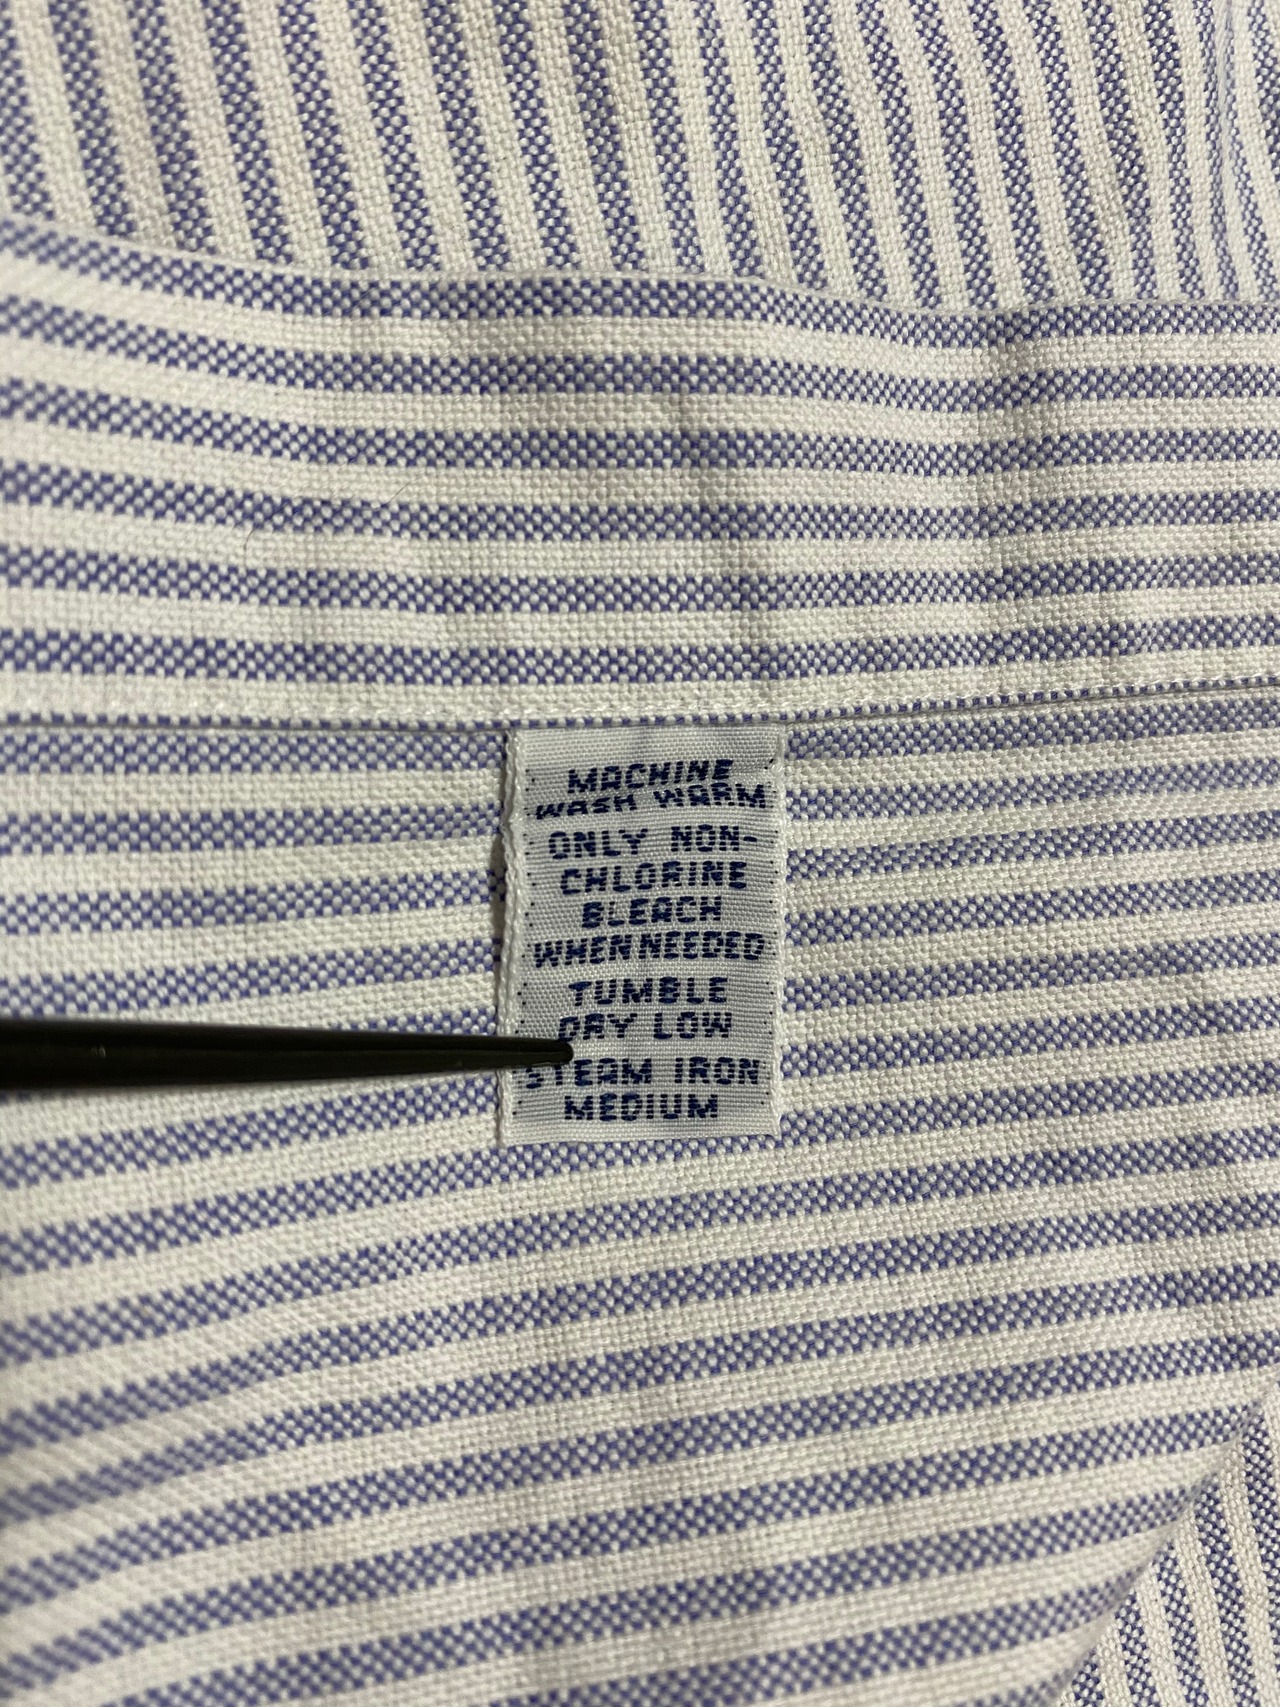 MACHINE
WASH WARM
ONLY NON-
CHLORINE
BLEACH
WHEN NEEDED
TUMBLE
DRY LOW
STEAM IRON
MEDIUM